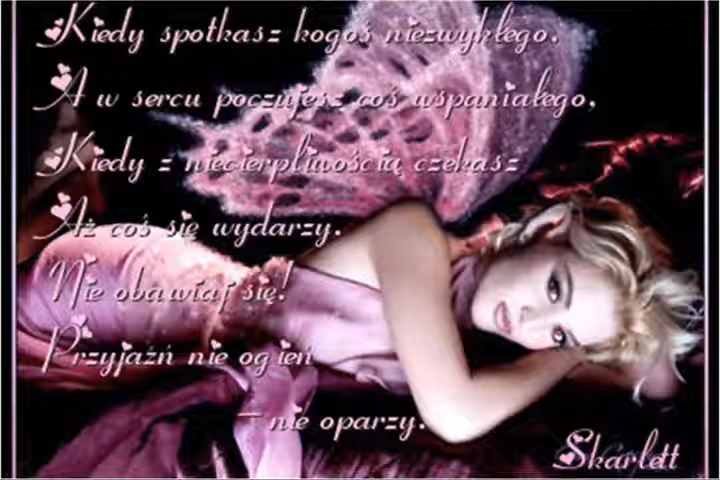 Kiedy spotkasz kogoś niezwykłego,
A w sercu poczujesz coś wspaniałego,
Kiedy z niecierpliwością czekasz
Aż coś się wydarzy.
Nie obawiaj się!
Przyjaźń nie ogień
– nie oparzy.
Skarlett